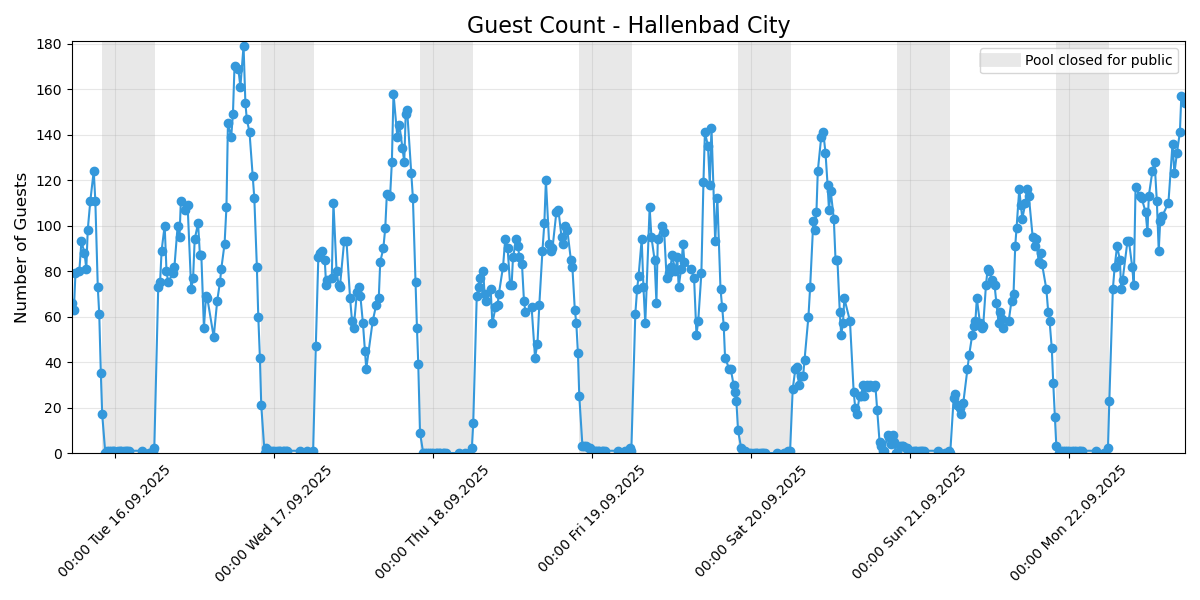 Guest Count - Hallenbad City
Number of Guests
180
160
140
120
100
80
60
40
20
0
Pool closed for public
00:00 Tue 16.09.2025
00:00 Wed 17.09.2025
00:00 Thu 18.09.2025
00:00 Fri 19.09.2025
00:00 Sat 20.09.2025
00:00 Sun 21.09.2025
00:00 Mon 22.09.2025